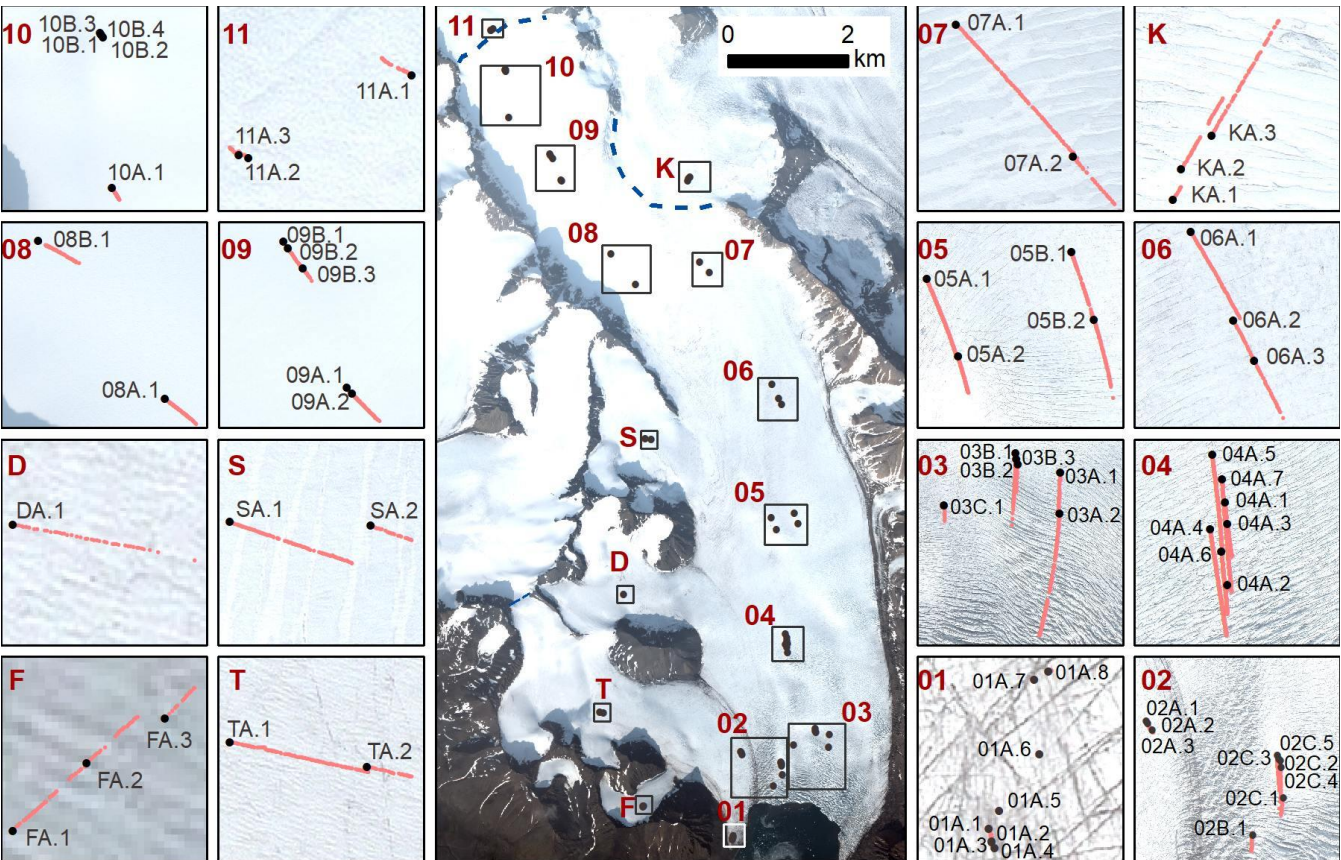 10
10B.3
10B.4
10B.1
10B.2
10A.1
11
11A.1
11A.3
11A.2
08
08B.1
08A.1
09
09B.1
09B.2
09B.3
09A.1
09A.2
D
DA.1
S
SA.1
SA.2
F
FA.1
FA.2
FA.3
T
TA.1
TA.2
0 2
km
11
10
09
K
08
07
06
S
05
D
04
T
02
03
F
01
07
07A.1
07A.2
K
KA.3
KA.2
KA.1
05
05B.1
05A.1
05B.2
05A.2
06
06A.1
06A.2
06A.3
03
03B.1
03B.3
03B.2
03A.1
03C.1
03A.2
04
04A.5
04A.7
04A.1
04A.4
04A.3
04A.6
04A.2
01
01A.7
01A.8
01A.6
01A.5
01A.1
01A.2
01A.3
01A.4
02
02A.1
02A.2
02A.3
02C.5
02C.3
02C.2
02C.4
02C.1
02B.1